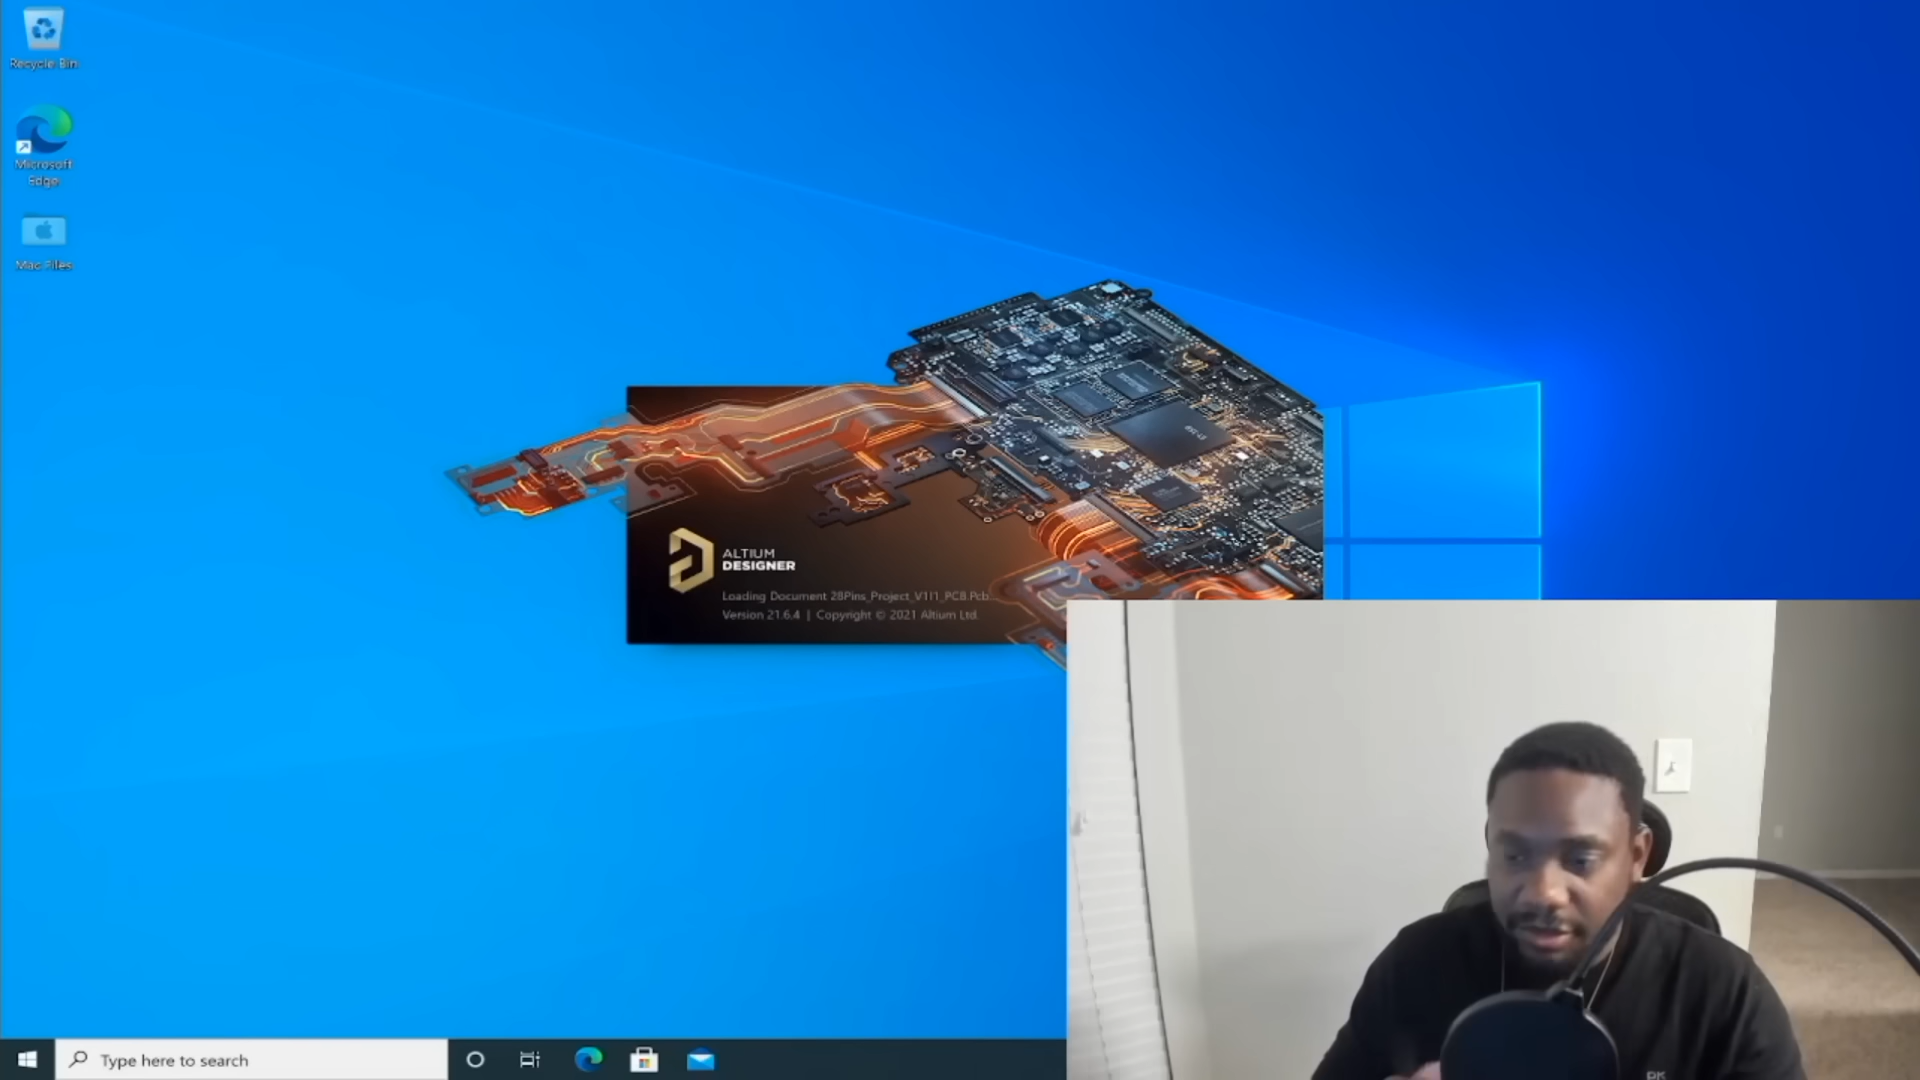 Recycle Bin
Microsoft
Edge
Mac Files
ALTIUM
DESIGNER
Loading Document 28Pins_Project_V1I1_PCB.Pcb
Version 21.6.4 | Copyright © 2021 Altium Ltd.
Type here to search